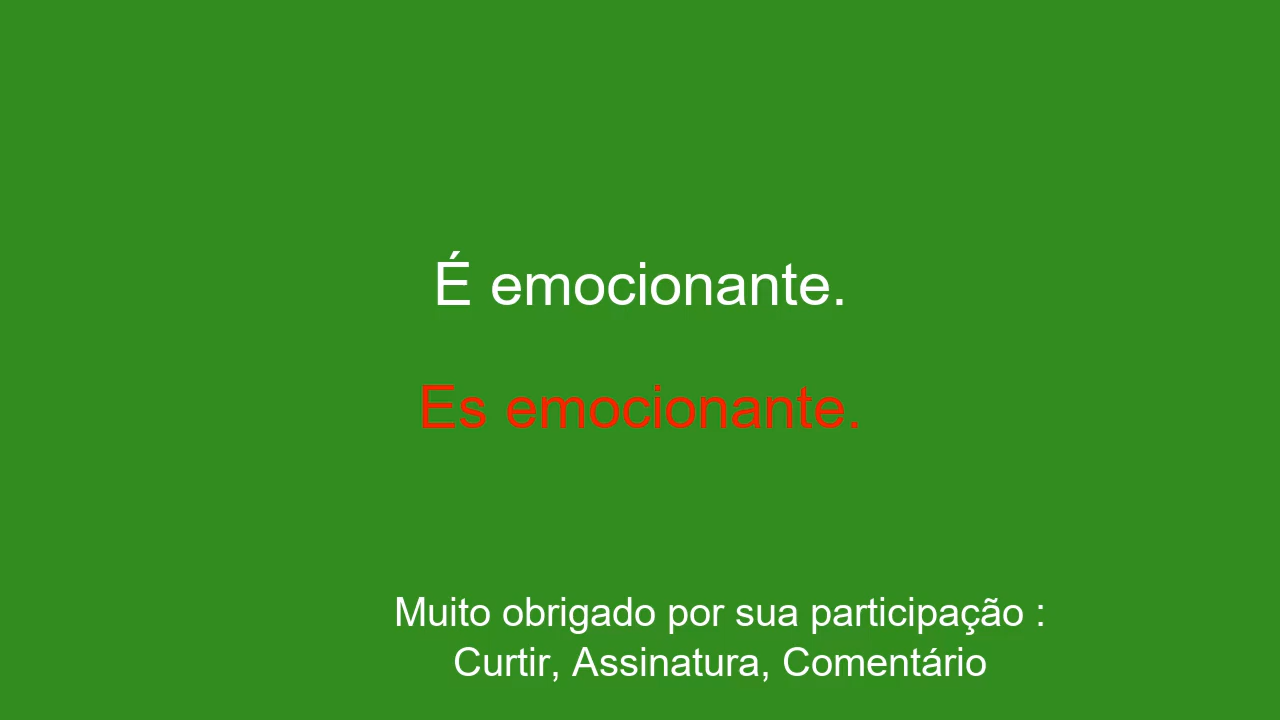 É emocionante.
Es emocionante.
Muito obrigado por sua participação :
Curtir, Assinatura, Comentário